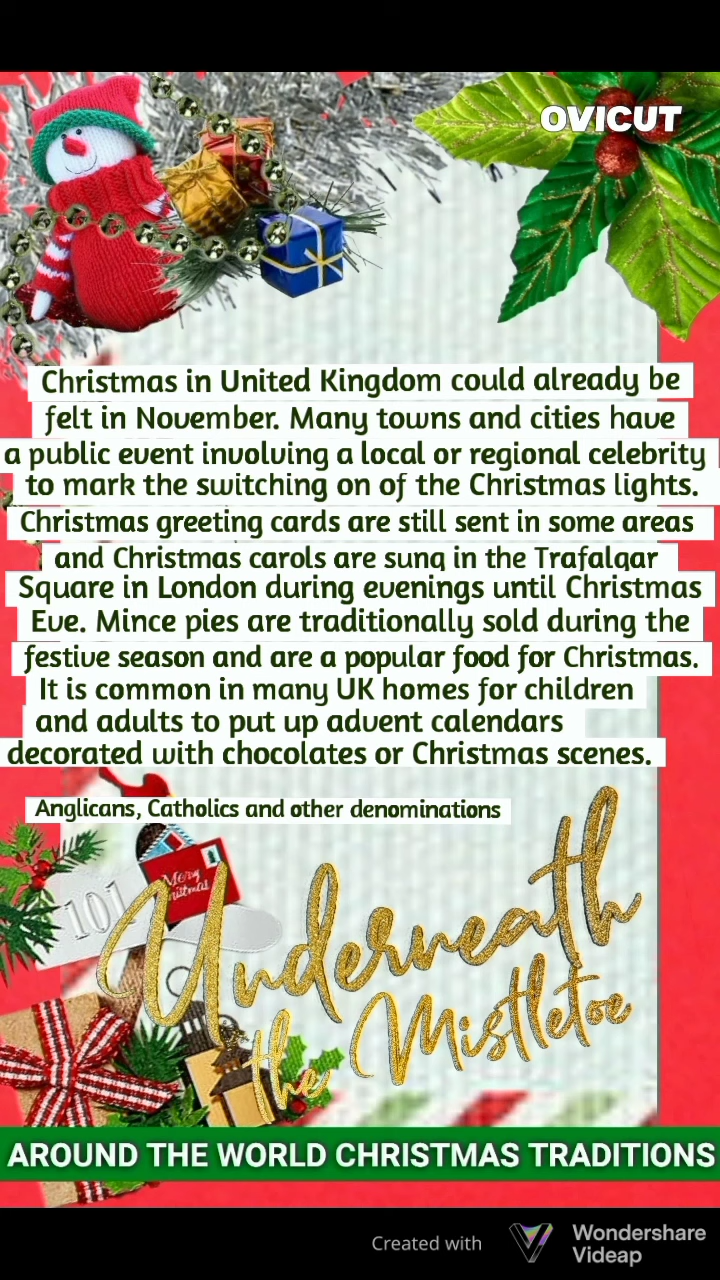 OVICUT
Christmas in United Kingdom could already be
felt in November. Many towns and cities have
a public event involving a local or regional celebrity
to mark the switching on of the Christmas lights.
Christmas greeting cards are still sent in some areas
and Christmas carols are sung in the Trafalgar
Square in London during evenings until Christmas
Eve. Mince pies are traditionally sold during the
festive season and are a popular food for Christmas.
It is common in many UK homes for children
and adults to put up advent calendars
decorated with chocolates or Christmas scenes.
Anglicans, Catholics and other denominations
101
Merry
Christmas
Underneath
the Mistletoe
AROUND THE WORLD CHRISTMAS TRADITIONS
Created with
Wondershare
Videap